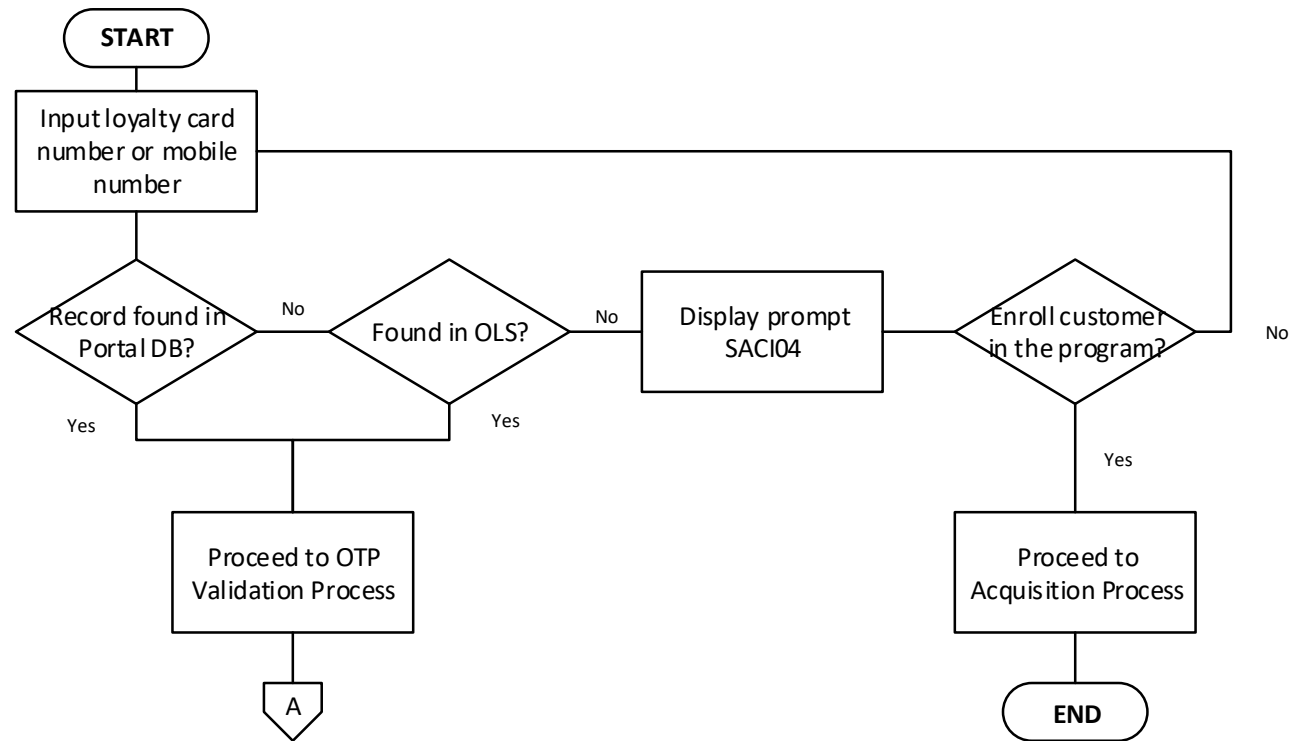 START
Input loyalty card
number or mobile
number
Record found in
Portal DB?
No
Found in OLS?
No
Display prompt
SACI04
Enroll customer
in the program?
No
Yes
Yes
Yes
Proceed to OTP
Validation Process
Proceed to
Acquisition Process
A
END